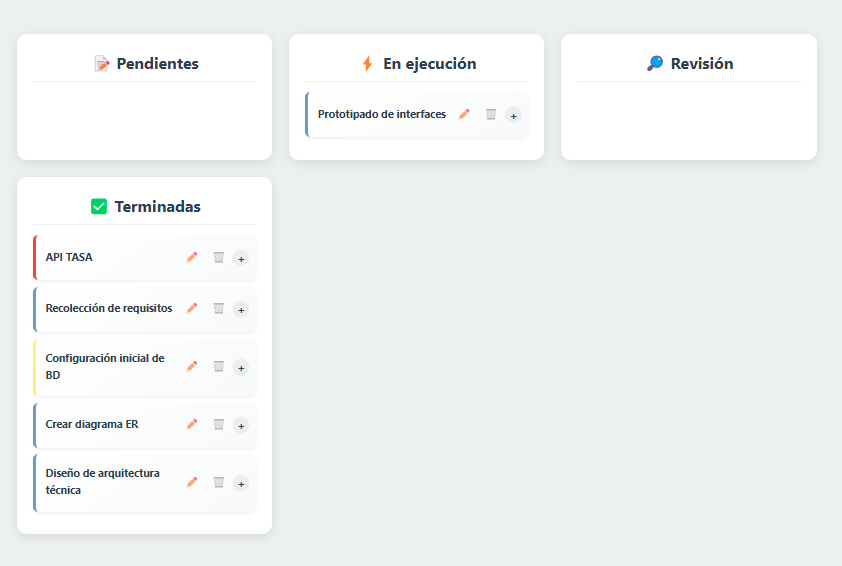 Pendientes
En ejecución
Prototipado de interfaces
+
Revisión
Terminadas
API TASA
+
Recolección de requisitos
+
Configuración inicial de
BD
+
Crear diagrama ER
+
Diseño de arquitectura
técnica
+